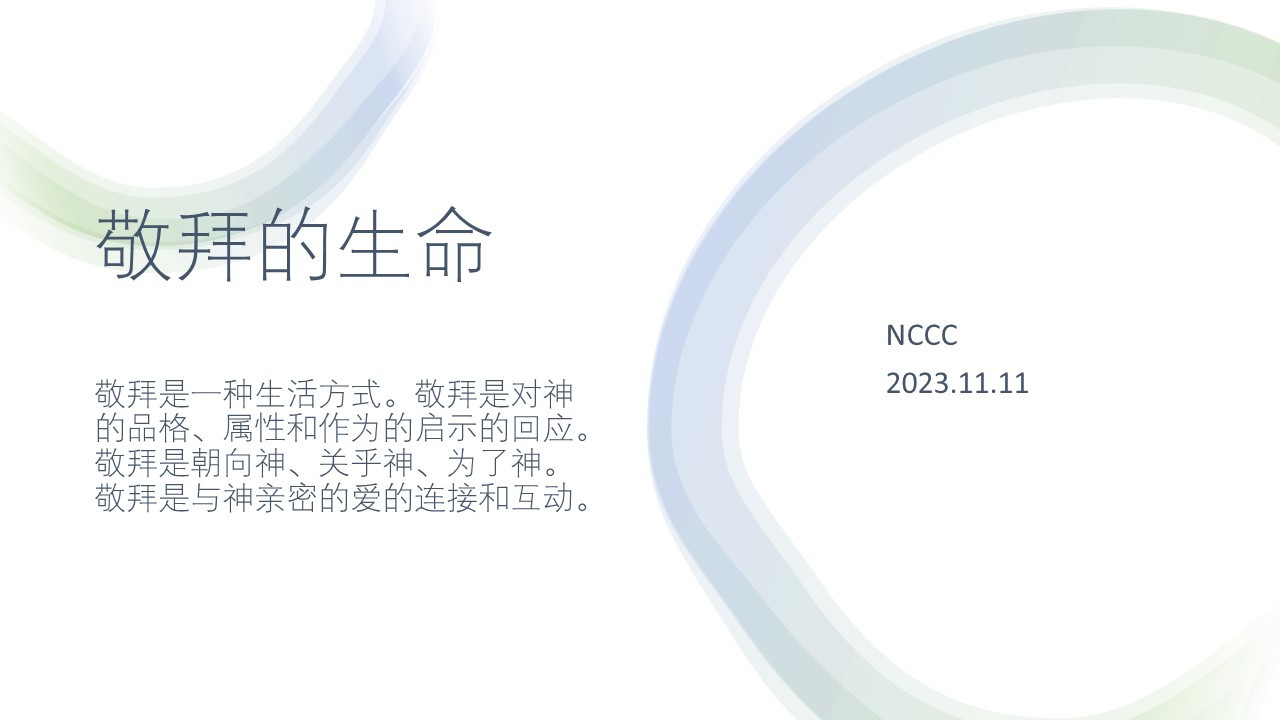 敬拜的生命
敬拜是一种生活方式。敬拜是对神
的品格、属性和作为的启示的回应。
敬拜是朝向神、关乎神、为了神。
敬拜是与神亲密的爱的连接和互动。
NCCC
2023.11.11